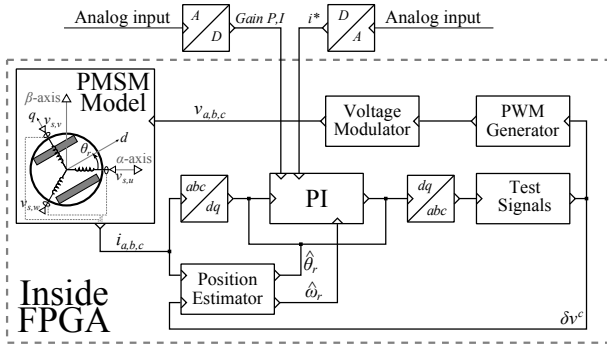 Analog input
A
D
Gain P,I
i*
D
A
Analog input
PMSM
Model
β-axis
q
v_{s,v}
d
θ_r
α-axis
v_{s,u}
v_{s,w}
v_{a,b,c}
Voltage
Modulator
PWM
Generator
abc
dq
PI
dq
abc
Test
Signals
i_{a,b,c}
Position
Estimator
θ̂_r
ω̂_r
Inside
FPGA
δv^c